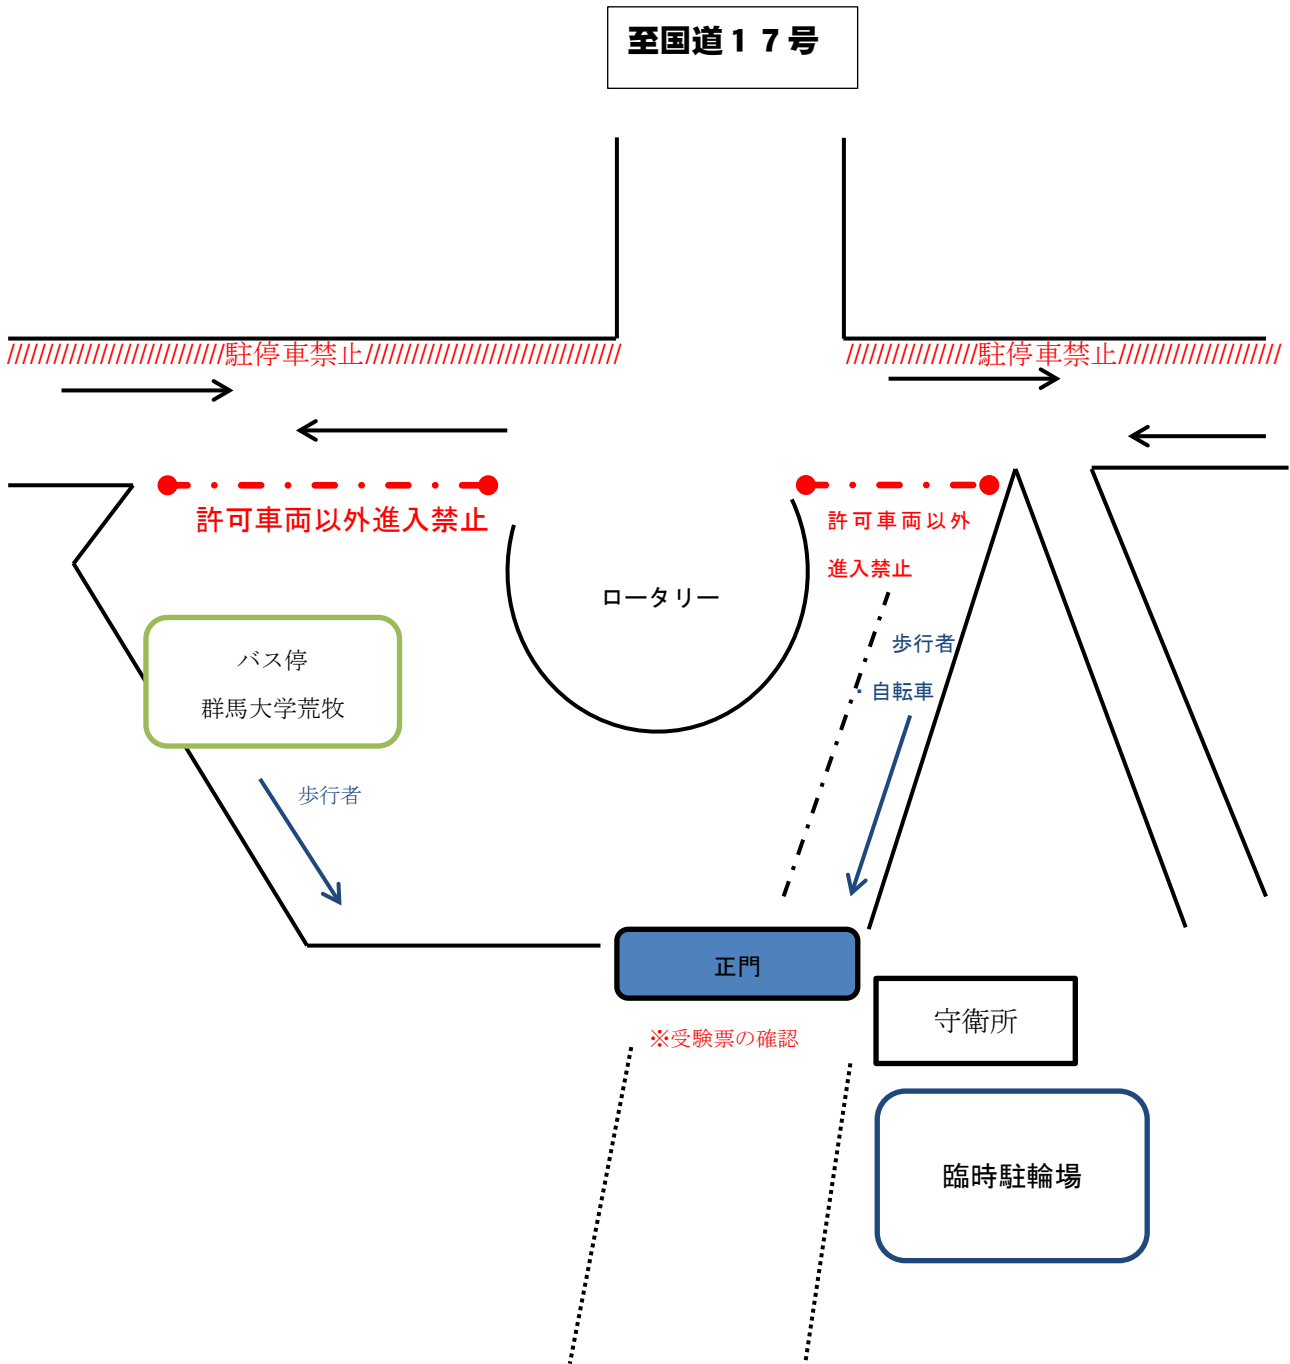 至国道１７号
////////////////////////////駐停車禁止/////////////////////////////////
/////////////////駐停車禁止/////////////////////
許可車両以外進入禁止
許可車両以外
進入禁止
ロータリー
歩行者
・自転車
バス停
群馬大学荒牧
歩行者
正門
※受験票の確認
守衛所
臨時駐輪場